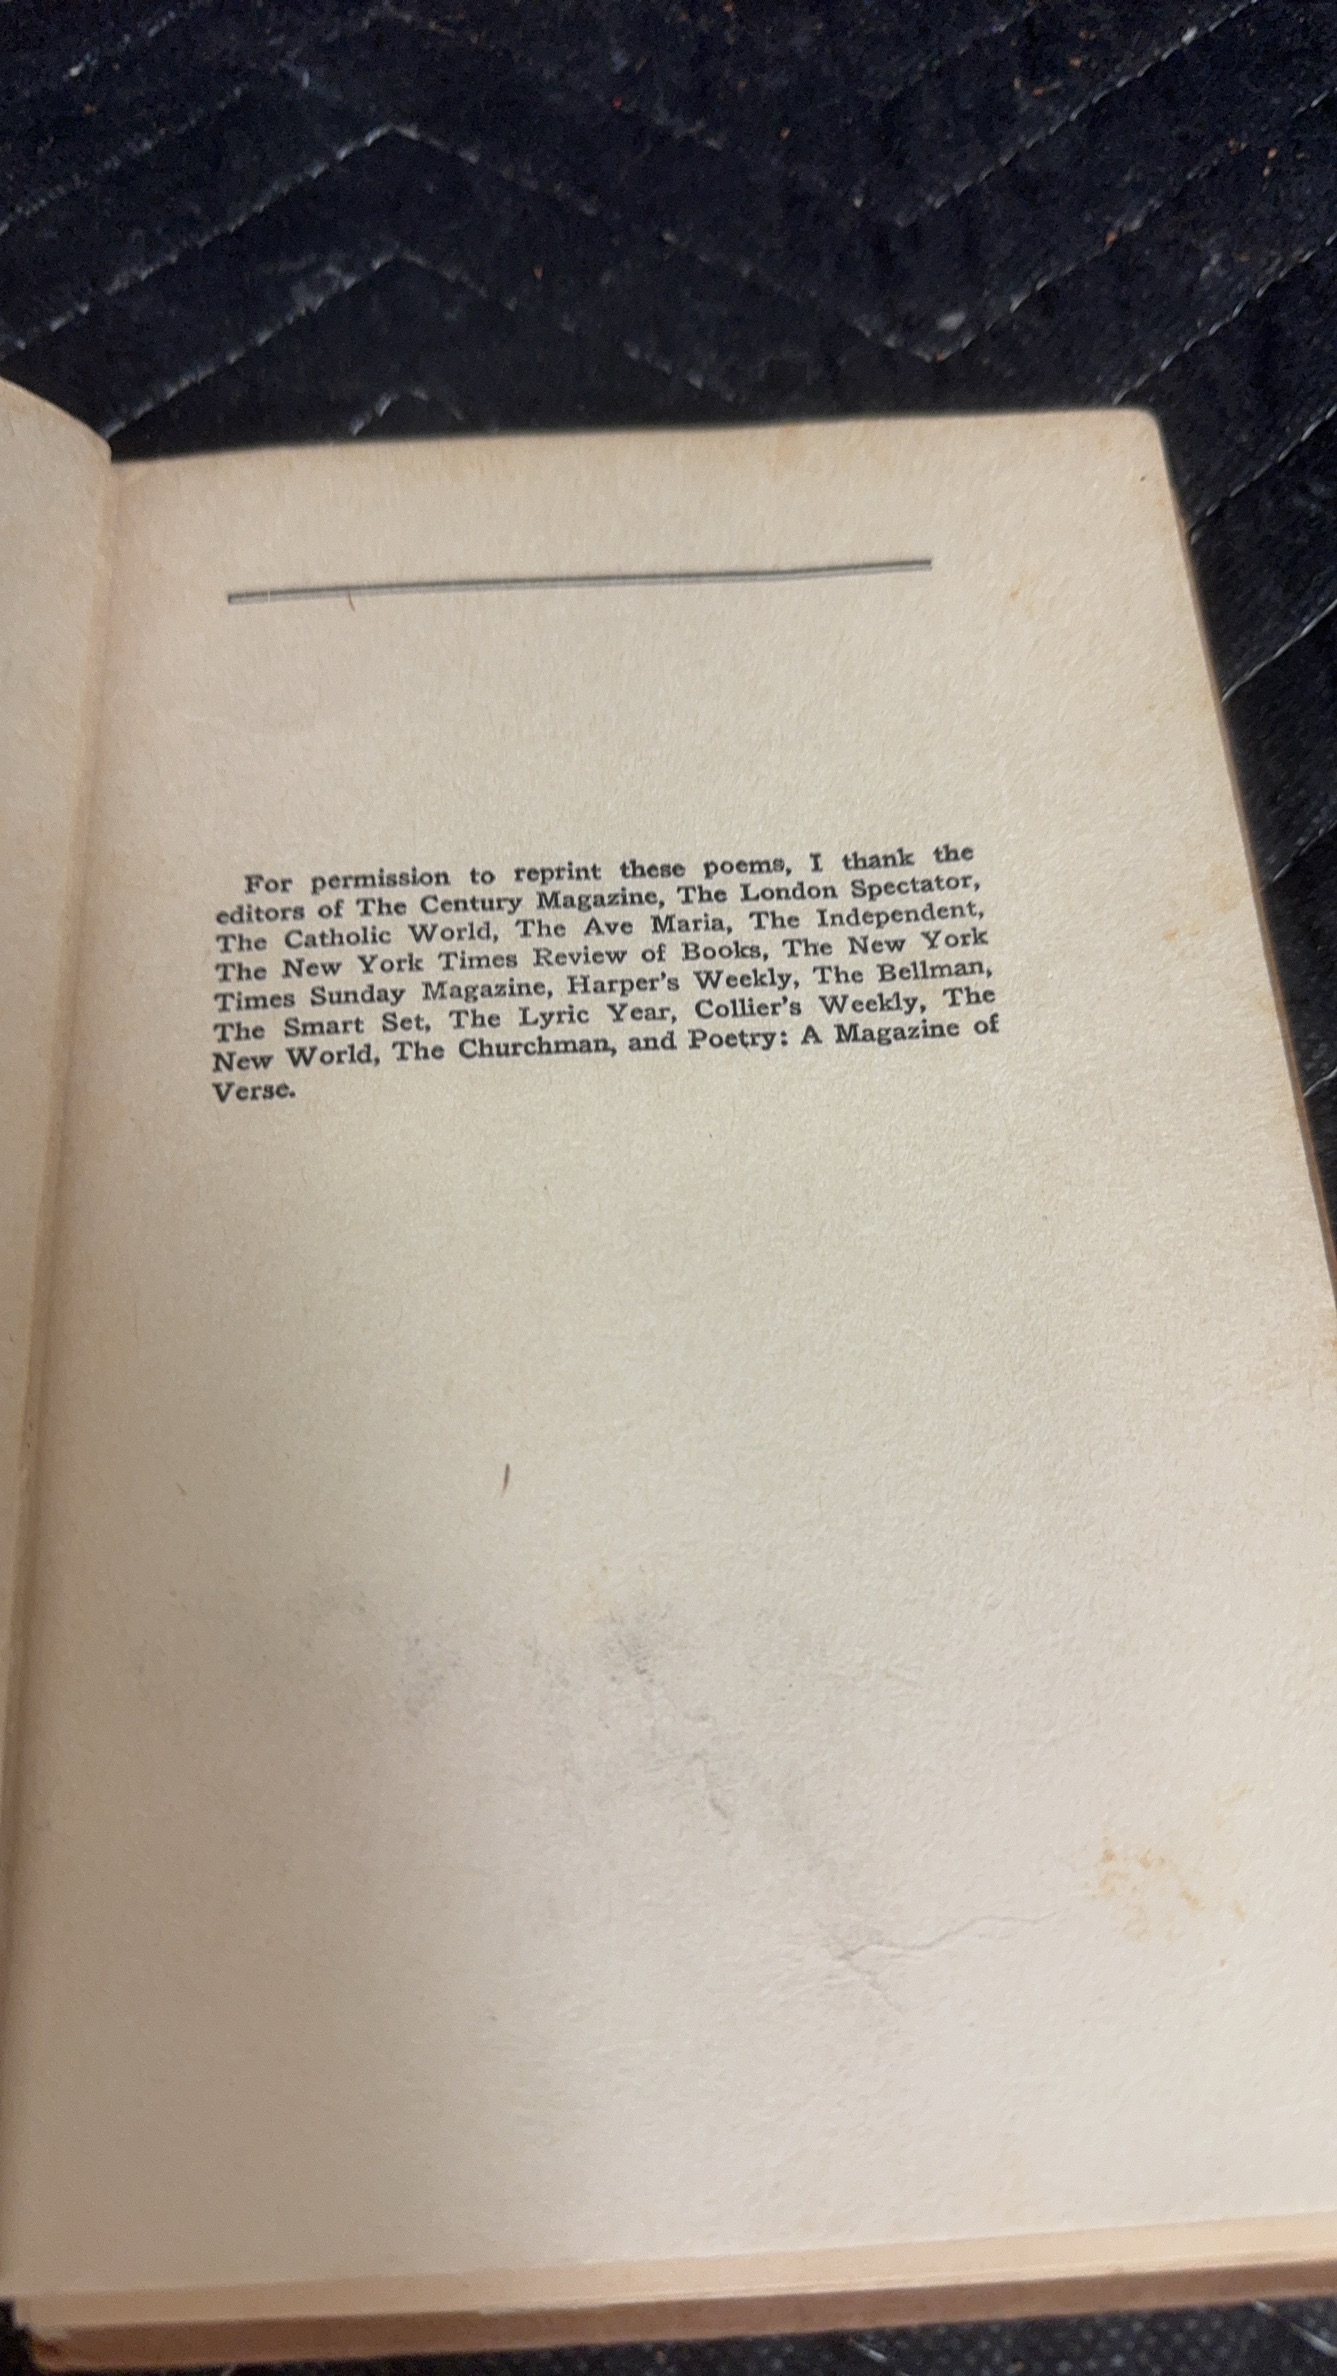 For permission to reprint these poems, I thank the
editors of The Century Magazine, The London Spectator,
The Catholic World, The Ave Maria, The Independent,
The New York Times Review of Books, The New York
Times Sunday Magazine, Harper's Weekly, The Bellman,
The Smart Set, The Lyric Year, Collier's Weekly, The
New World, The Churchman, and Poetry: A Magazine of
Verse.